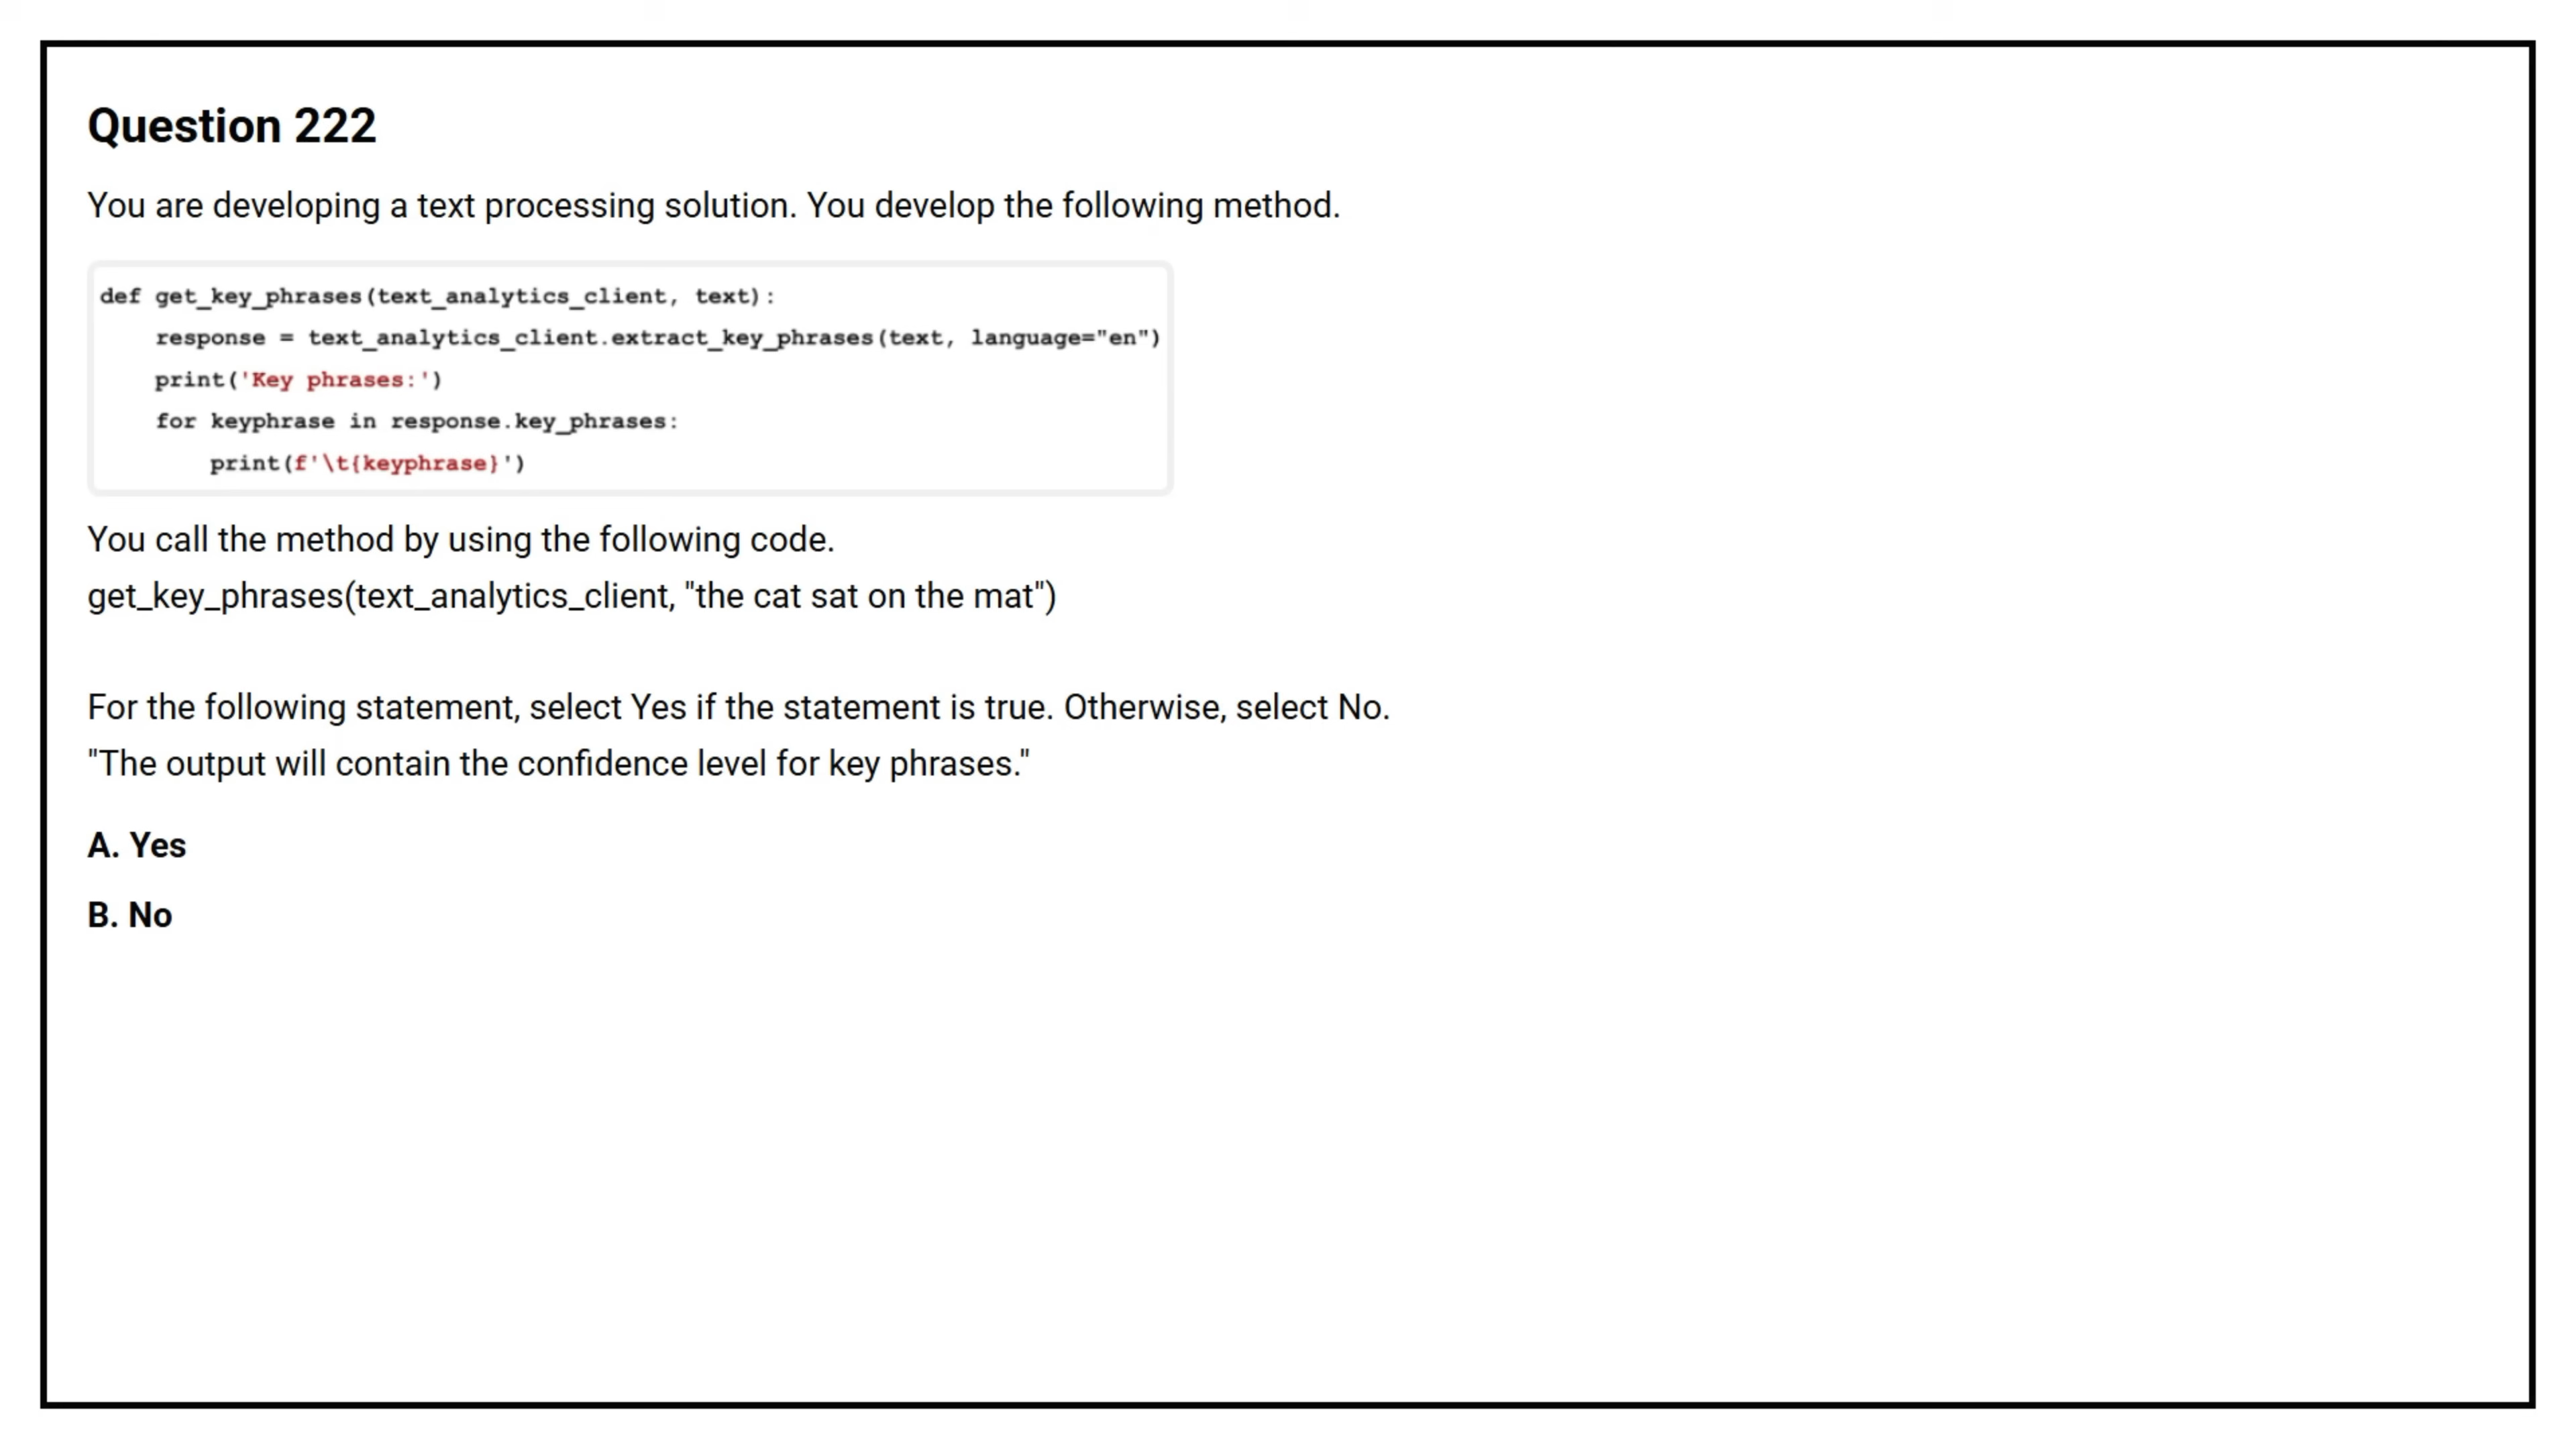 Question 222
You are developing a text processing solution. You develop the following method.
def get_key_phrases(text_analytics_client, text):
    response = text_analytics_client.extract_key_phrases(text, language="en")
    print('Key phrases:')
    for keyphrase in response.key_phrases:
        print(f'\t{keyphrase}')
You call the method by using the following code.
get_key_phrases(text_analytics_client, "the cat sat on the mat")
For the following statement, select Yes if the statement is true. Otherwise, select No.
"The output will contain the confidence level for key phrases."
A. Yes
B. No